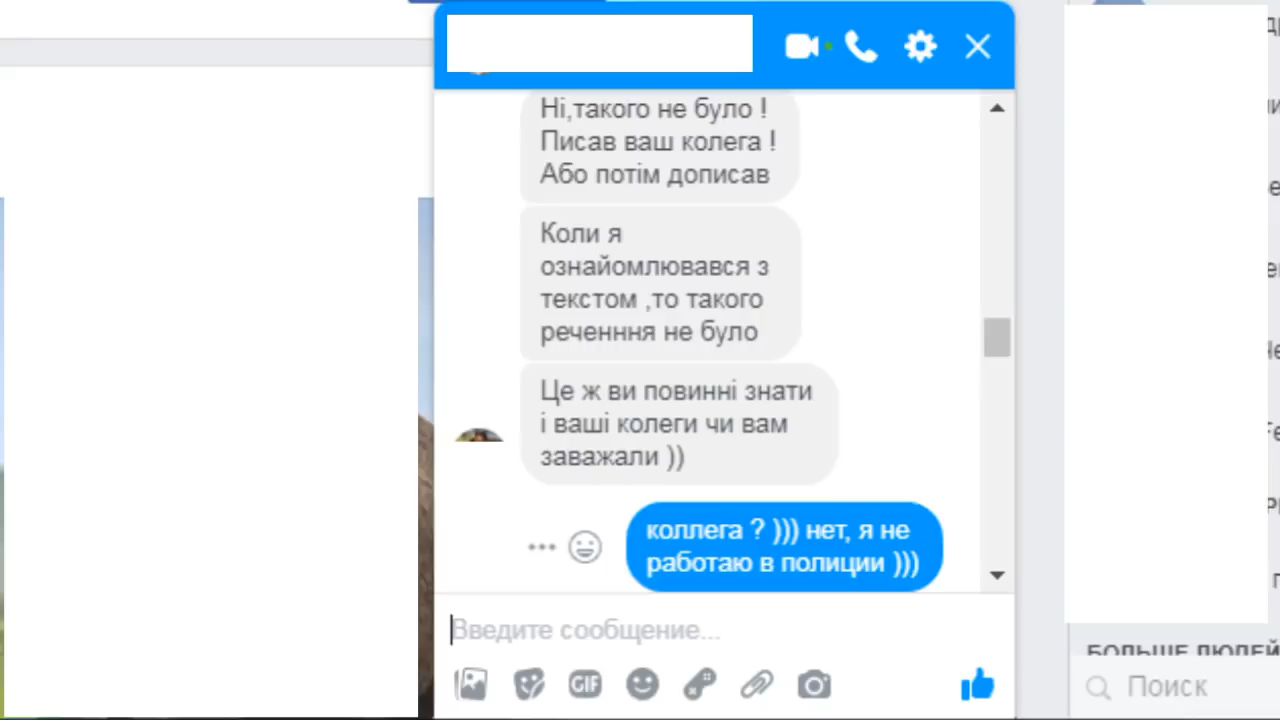 Ні,такого не було !
Писав ваш колега !
Або потім дописав
Коли я
ознайомлювався з
текстом ,то такого
реченння не було
Це ж ви повинні знати
і ваші колеги чи вам
заважали ))
коллега ? ))) нет, я не
работаю в полиции )))
Введите сообщение...
GIF
БОЛЬШЕ ЛЮДЕЙ
Поиск